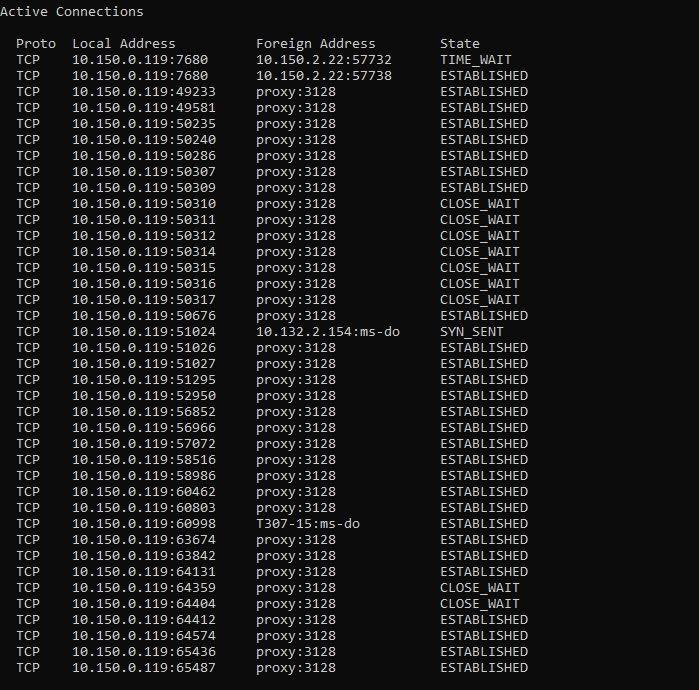 Active Connections
Proto  Local Address          Foreign Address        State
TCP    10.150.0.119:7680      10.150.2.22:57732      TIME_WAIT
TCP    10.150.0.119:7680      10.150.2.22:57738      ESTABLISHED
TCP    10.150.0.119:49233     proxy:3128             ESTABLISHED
TCP    10.150.0.119:49581     proxy:3128             ESTABLISHED
TCP    10.150.0.119:50235     proxy:3128             ESTABLISHED
TCP    10.150.0.119:50240     proxy:3128             ESTABLISHED
TCP    10.150.0.119:50286     proxy:3128             ESTABLISHED
TCP    10.150.0.119:50307     proxy:3128             ESTABLISHED
TCP    10.150.0.119:50309     proxy:3128             ESTABLISHED
TCP    10.150.0.119:50310     proxy:3128             CLOSE_WAIT
TCP    10.150.0.119:50311     proxy:3128             CLOSE_WAIT
TCP    10.150.0.119:50312     proxy:3128             CLOSE_WAIT
TCP    10.150.0.119:50314     proxy:3128             CLOSE_WAIT
TCP    10.150.0.119:50315     proxy:3128             CLOSE_WAIT
TCP    10.150.0.119:50316     proxy:3128             CLOSE_WAIT
TCP    10.150.0.119:50317     proxy:3128             CLOSE_WAIT
TCP    10.150.0.119:50676     proxy:3128             ESTABLISHED
TCP    10.150.0.119:51024     10.132.2.154:ms-do     SYN_SENT
TCP    10.150.0.119:51026     proxy:3128             ESTABLISHED
TCP    10.150.0.119:51027     proxy:3128             ESTABLISHED
TCP    10.150.0.119:51295     proxy:3128             ESTABLISHED
TCP    10.150.0.119:52950     proxy:3128             ESTABLISHED
TCP    10.150.0.119:56852     proxy:3128             ESTABLISHED
TCP    10.150.0.119:56966     proxy:3128             ESTABLISHED
TCP    10.150.0.119:57072     proxy:3128             ESTABLISHED
TCP    10.150.0.119:58516     proxy:3128             ESTABLISHED
TCP    10.150.0.119:58986     proxy:3128             ESTABLISHED
TCP    10.150.0.119:60462     proxy:3128             ESTABLISHED
TCP    10.150.0.119:60803     proxy:3128             ESTABLISHED
TCP    10.150.0.119:60998     T307-15:ms-do          ESTABLISHED
TCP    10.150.0.119:63674     proxy:3128             ESTABLISHED
TCP    10.150.0.119:63842     proxy:3128             ESTABLISHED
TCP    10.150.0.119:64131     proxy:3128             ESTABLISHED
TCP    10.150.0.119:64359     proxy:3128             CLOSE_WAIT
TCP    10.150.0.119:64404     proxy:3128             CLOSE_WAIT
TCP    10.150.0.119:64412     proxy:3128             ESTABLISHED
TCP    10.150.0.119:64574     proxy:3128             ESTABLISHED
TCP    10.150.0.119:65436     proxy:3128             ESTABLISHED
TCP    10.150.0.119:65487     proxy:3128             ESTABLISHED